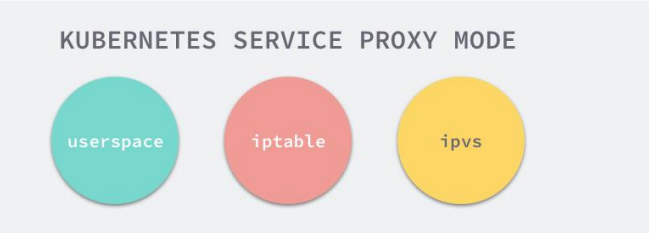 KUBERNETES SERVICE PROXY MODE
userspace
iptable
ipvs